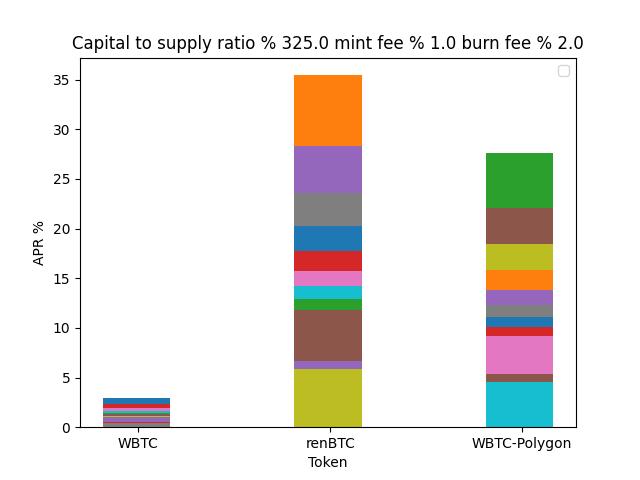 Capital to supply ratio % 325.0 mint fee % 1.0 burn fee % 2.0
35
30
25
20
15
10
5
0
APR %
WBTC renBTC WBTC-Polygon
Token